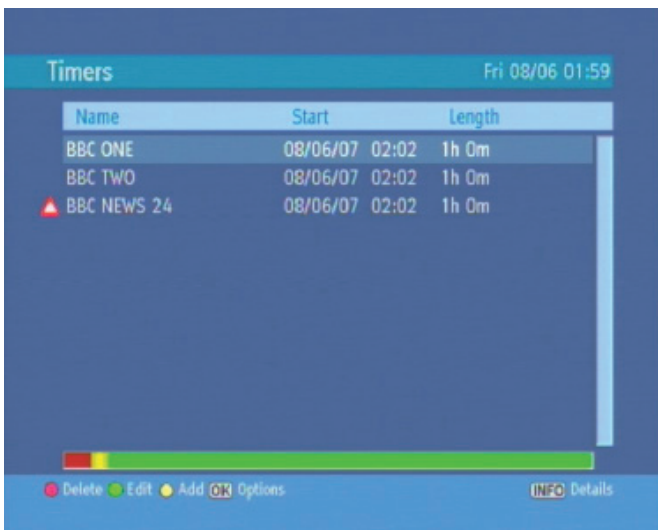 Timers Fri 08/06 01:59
Name Start Length
BBC ONE 08/06/07 02:02 1h 0m
BBC TWO 08/06/07 02:02 1h 0m
BBC NEWS 24 08/06/07 02:02 1h 0m
Delete Edit Add OK Options INFO Details